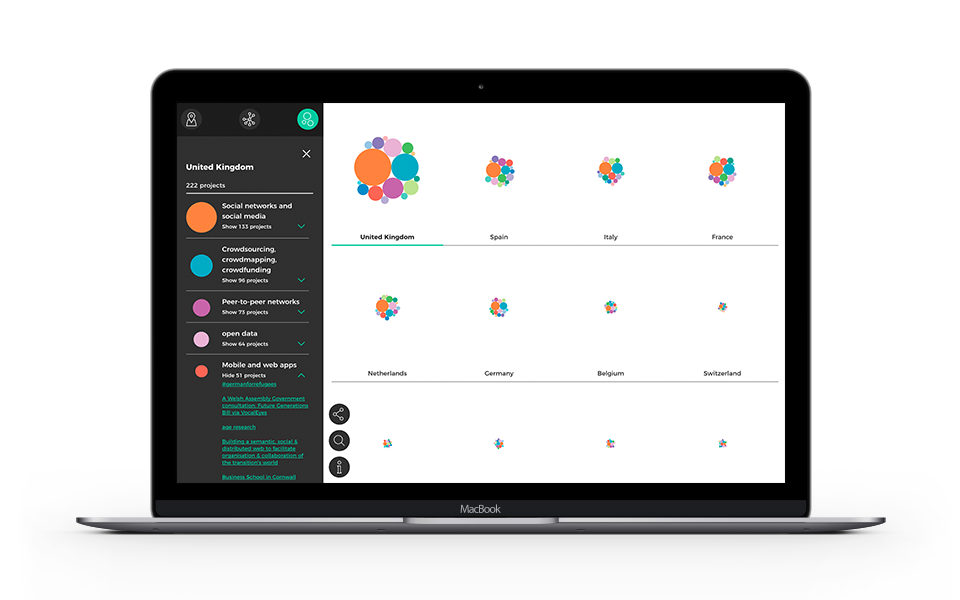 United Kingdom
222 projects
Social networks and
social media
Show 133 projects
Crowdsourcing,
crowdmapping,
crowdfunding
Show 96 projects
Peer-to-peer networks
Show 73 projects
open data
Show 64 projects
Mobile and web apps
Hide 51 projects
#germanforrefugees
A Welsh Assembly Government
consultation. Future Generations
Bill via VocalEyes
age research
Building a semantic, social &
distributed web to facilitate
organisation & collaboration of
the transition's world
Business School in Cornwall
United Kingdom
Spain
Italy
France
Netherlands
Germany
Belgium
Switzerland
MacBook